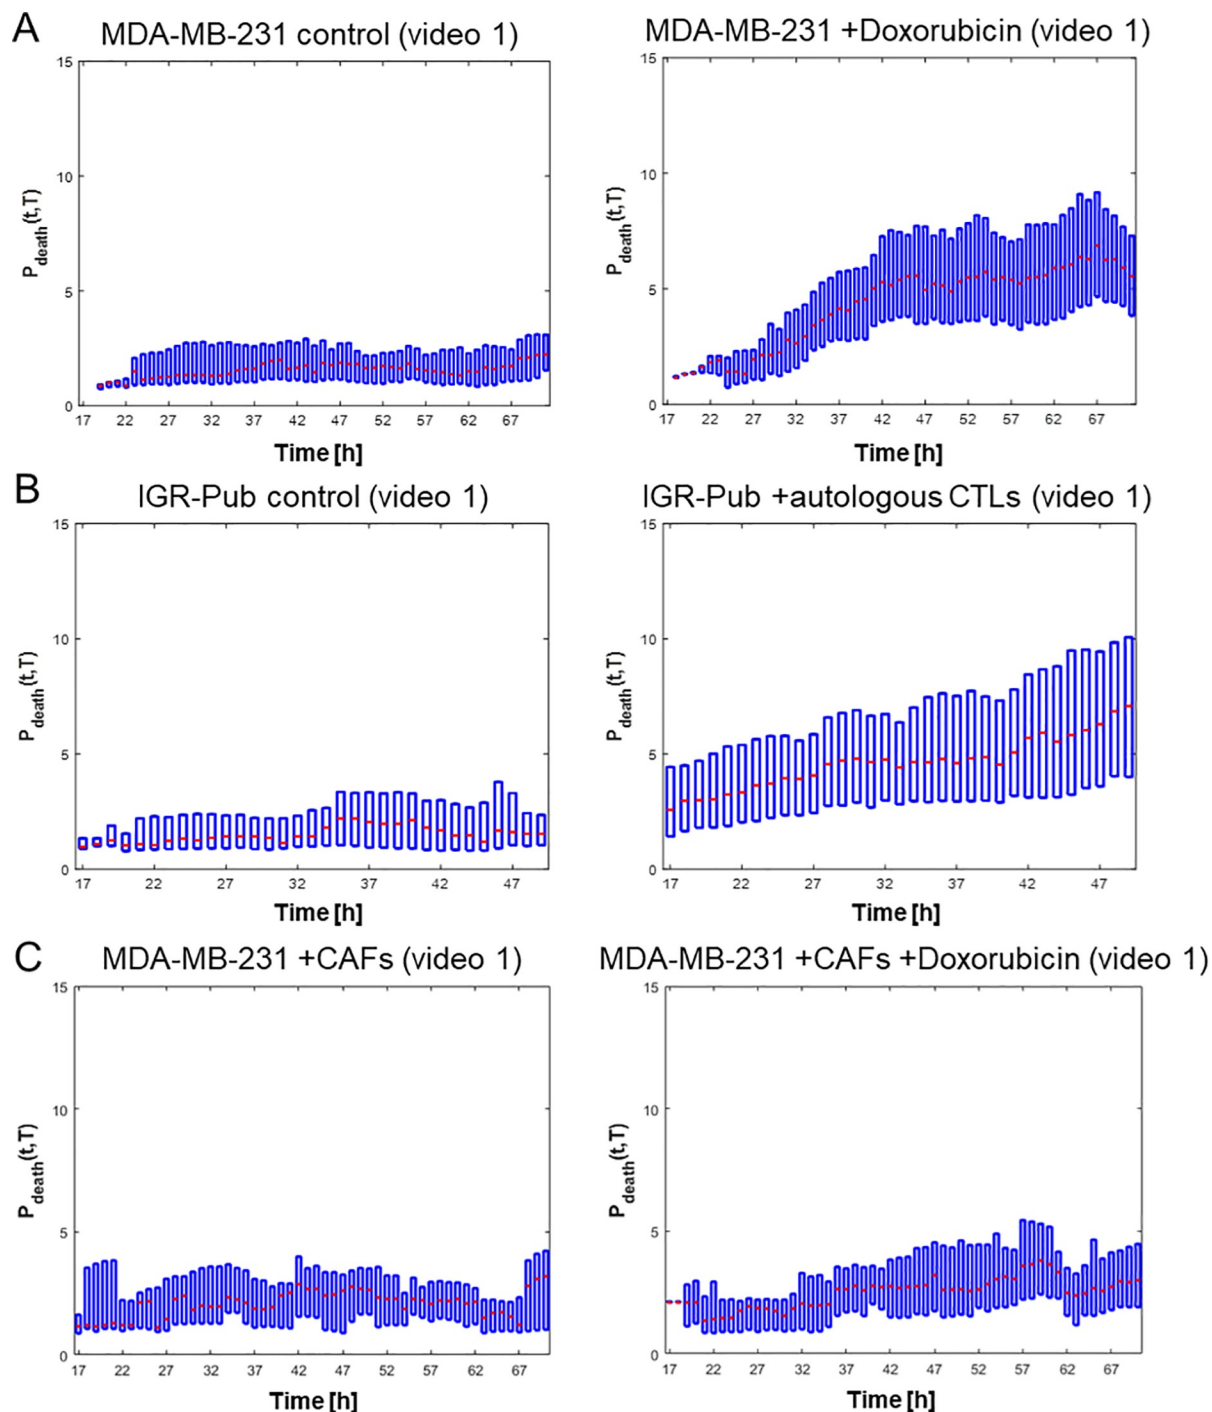 A
MDA-MB-231 control (video 1)
MDA-MB-231 +Doxorubicin (video 1)
15
10
5
0
P_death(t,T)
17 22 27 32 37 42 47 52 57 62 67
Time [h]
15
10
5
0
P_death(t,T)
17 22 27 32 37 42 47 52 57 62 67
Time [h]
B
IGR-Pub control (video 1)
IGR-Pub +autologous CTLs (video 1)
15
10
5
0
P_death(t,T)
17 22 27 32 37 42 47
Time [h]
15
10
5
0
P_death(t,T)
17 22 27 32 37 42 47
Time [h]
C
MDA-MB-231 +CAFs (video 1)
MDA-MB-231 +CAFs +Doxorubicin (video 1)
15
10
5
0
P_death(t,T)
17 22 27 32 37 42 47 52 57 62 67
Time [h]
15
10
5
0
P_death(t,T)
17 22 27 32 37 42 47 52 57 62 67
Time [h]